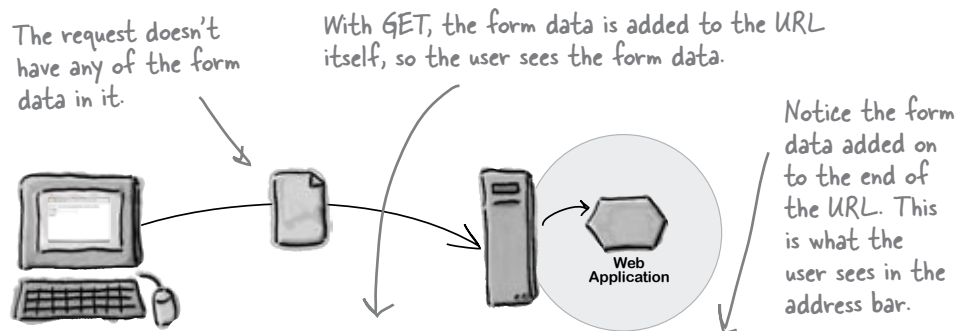 The request doesn't
have any of the form
data in it.
With GET, the form data is added to the URL
itself, so the user sees the form data.
Notice the form
data added on
to the end of
the URL. This
is what the
user sees in the
address bar.
Web
Application